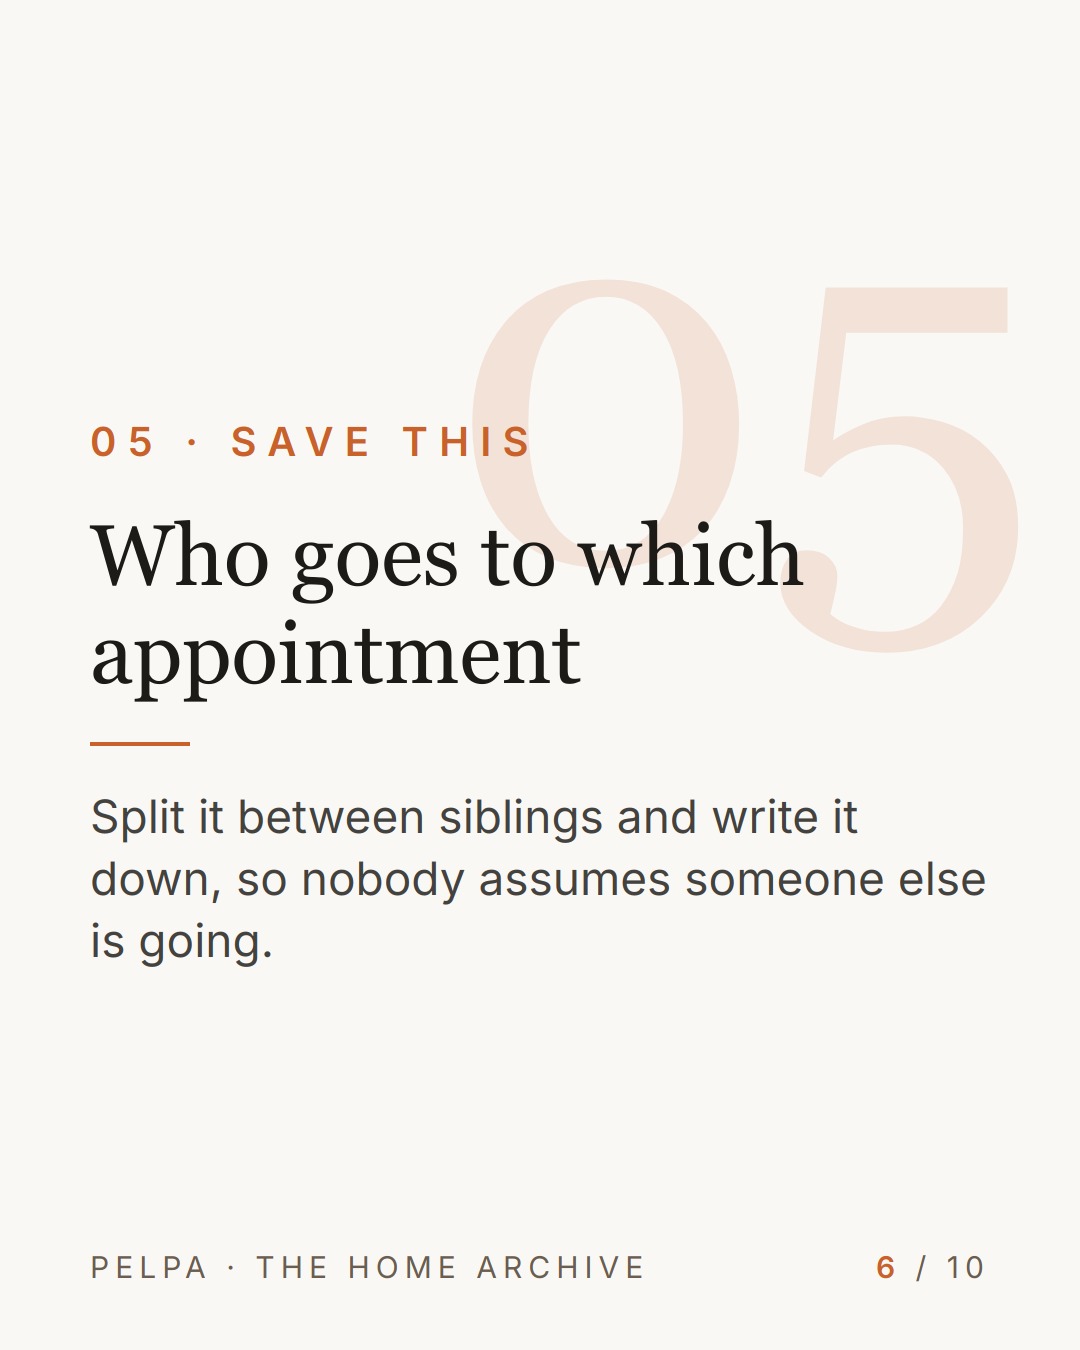 05
05 · SAVE THIS
Who goes to which
appointment
Split it between siblings and write it
down, so nobody assumes someone else
is going.
PELPA · THE HOME ARCHIVE
6 / 10